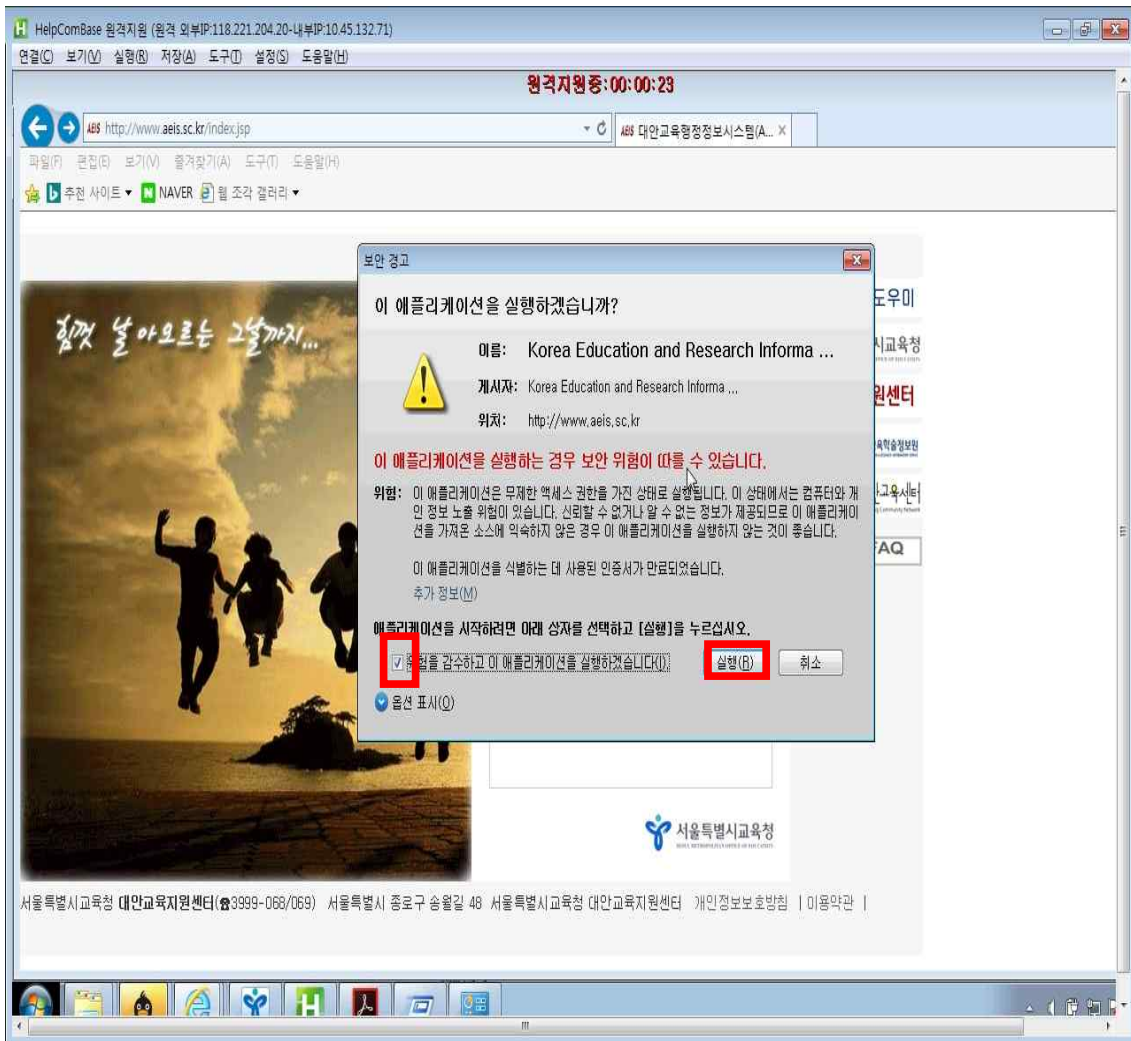 HelpComBase 원격지원 (원격 외부IP:118.221.204.20-내부IP:10.45.132.71)
연결(C) 보기(V) 실행(R) 저장(A) 도구(T) 설정(S) 도움말(H)
원격지원중:00:00:23
http://www.aeis.sc.kr/index.jsp
AEIS 대안교육행정정보시스템(A...
파일(F) 편집(E) 보기(V) 즐겨찾기(A) 도구(T) 도움말(H)
추천 사이트 NAVER 웹 조각 갤러리
힘껏 날아오르는 그날까지...
보안 경고
이 애플리케이션을 실행하겠습니까?
이름: Korea Education and Research Informa ...
게시자: Korea Education and Research Informa ...
위치: http://www.aeis.sc.kr
이 애플리케이션을 실행하는 경우 보안 위험이 따를 수 있습니다.
위험: 이 애플리케이션은 무제한 액세스 권한을 가진 상태로 실행됩니다. 이 상태에서는 컴퓨터와 개
인 정보 노출 위험이 있습니다. 신뢰할 수 없거나 알 수 없는 정보가 제공되므로 이 애플리케이
션을 가져온 소스에 익숙하지 않은 경우 이 애플리케이션을 실행하지 않는 것이 좋습니다.
이 애플리케이션을 식별하는 데 사용된 인증서가 만료되었습니다.
추가 정보(M)
애플리케이션을 시작하려면 아래 상자를 선택하고 [실행]을 누르십시오.
위험을 감수하고 이 애플리케이션을 실행하겠습니다(I).
실행(R) 취소
옵션 표시(O)
도우미
시교육청
원센터
육학술정보원
FAQ
서울특별시교육청
서울특별시교육청 대안교육지원센터(☎3999-068/069) 서울특별시 종로구 송월길 48 서울특별시교육청 대안교육지원센터 개인정보보호방침 | 이용약관 |